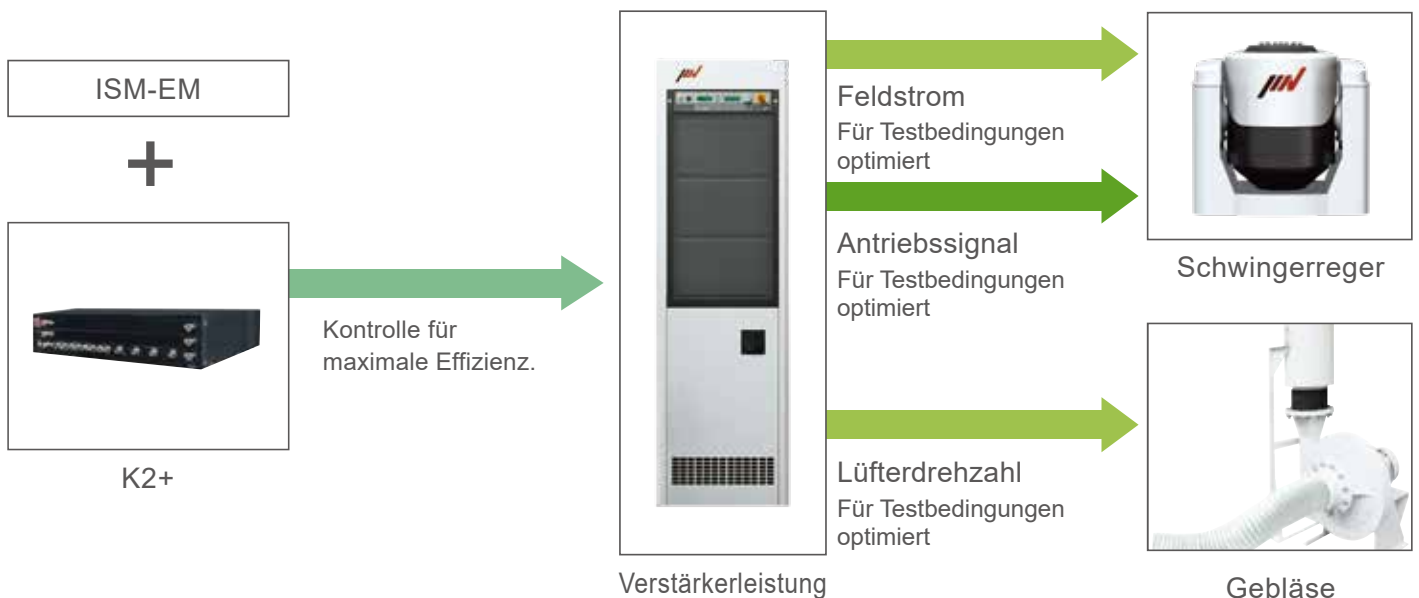 ISM-EM
+
K2+
Kontrolle für
maximale Effizienz.
Verstärkerleistung
Feldstrom
Für Testbedingungen
optimiert
Antriebssignal
Für Testbedingungen
optimiert
Lüfterdrehzahl
Für Testbedingungen
optimiert
Schwingerreger
Gebläse